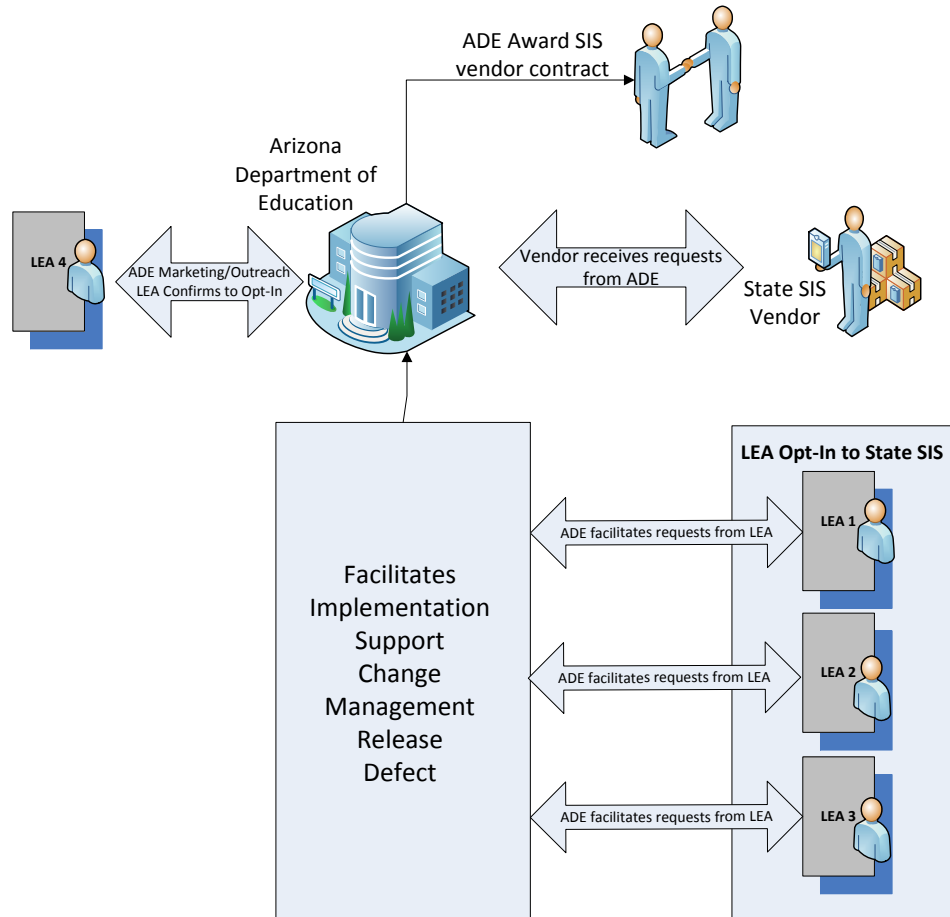 ADE Award SIS
vendor contract
Arizona
Department of
Education
LEA 4
ADE Marketing/Outreach
LEA Confirms to Opt-In
Vendor receives requests
from ADE
State SIS
Vendor
Facilitates
Implementation
Support
Change
Management
Release
Defect
LEA Opt-In to State SIS
ADE facilitates requests from LEA
LEA 1
ADE facilitates requests from LEA
LEA 2
ADE facilitates requests from LEA
LEA 3